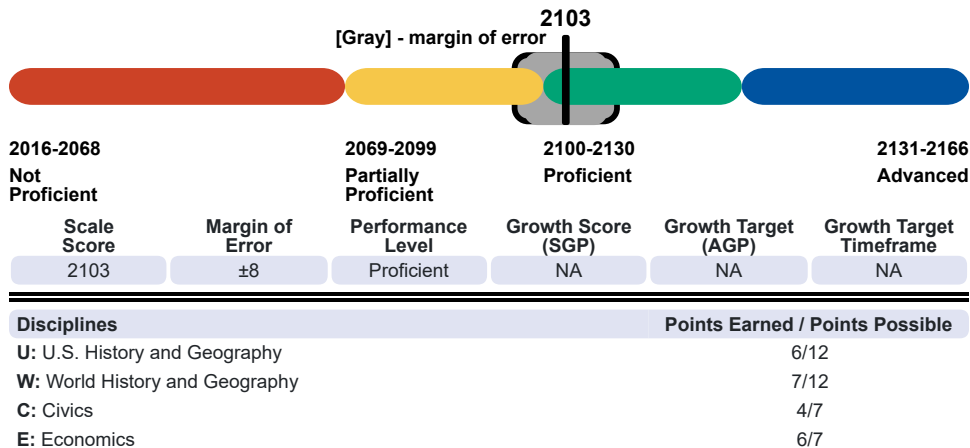 2103
[Gray] - margin of error
2016-2068 2069-2099 2100-2130 2131-2166
Not Proficient Partially Proficient Proficient Advanced
Scale Score Margin of Error Performance Level Growth Score (SGP) Growth Target (AGP) Growth Target Timeframe
2103 ±8 Proficient NA NA NA
Disciplines Points Earned / Points Possible
U: U.S. History and Geography 6/12
W: World History and Geography 7/12
C: Civics 4/7
E: Economics 6/7